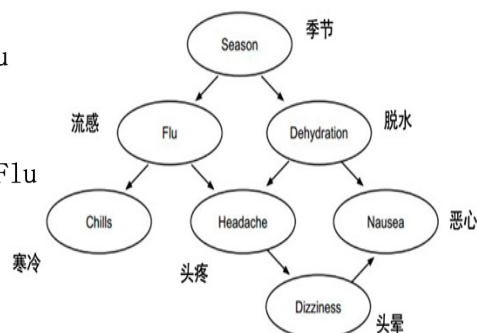 Season 季节
u
流感 Flu Dehydration 脱水
Flu
Chills Headache Nausea 恶心
寒冷 头疼
Dizziness 头晕